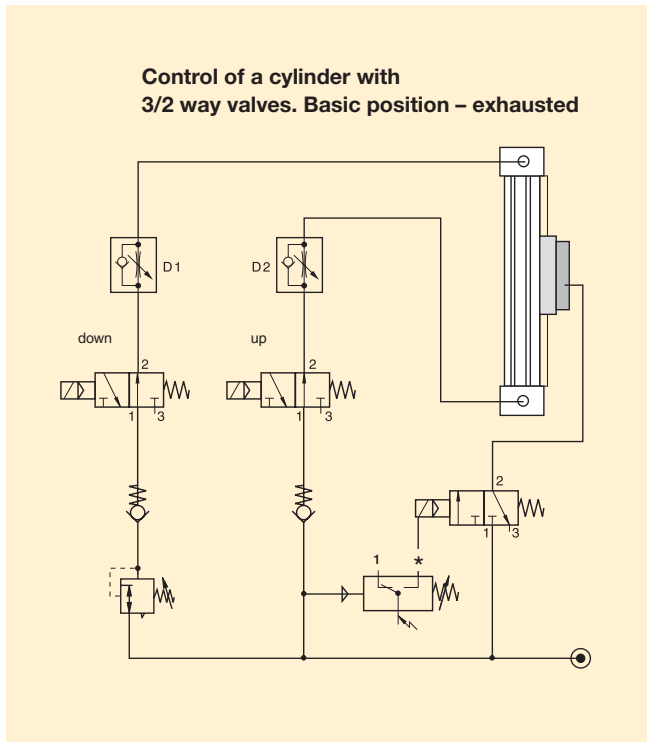 Control of a cylinder with
3/2 way valves. Basic position – exhausted
D1
D2
down
up
2
2
1 3
1 3
2
1 3
1 *